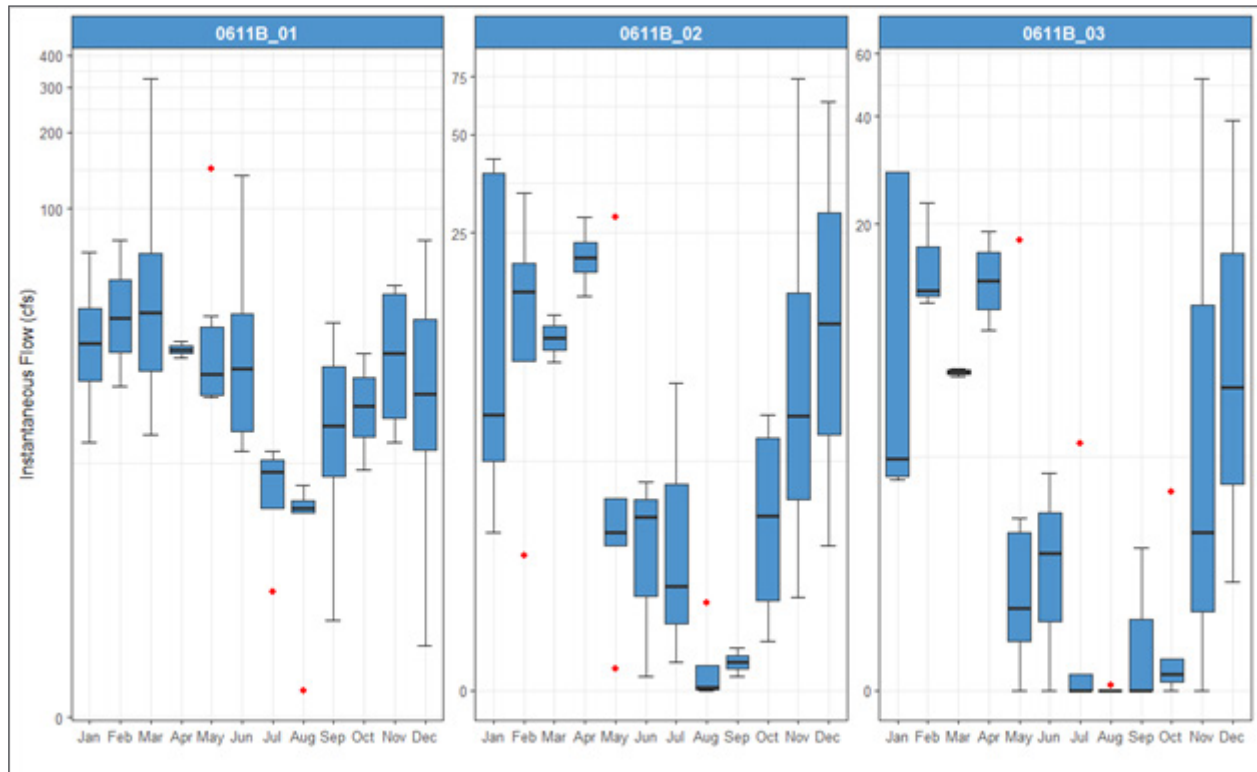 0611B_01
0611B_02
0611B_03
Instantaneous Flow (cfs)
400
300
200
100
0
75
50
25
0
60
40
20
0
Jan Feb Mar Apr May Jun Jul Aug Sep Oct Nov Dec
Jan Feb Mar Apr May Jun Jul Aug Sep Oct Nov Dec
Jan Feb Mar Apr May Jun Jul Aug Sep Oct Nov Dec